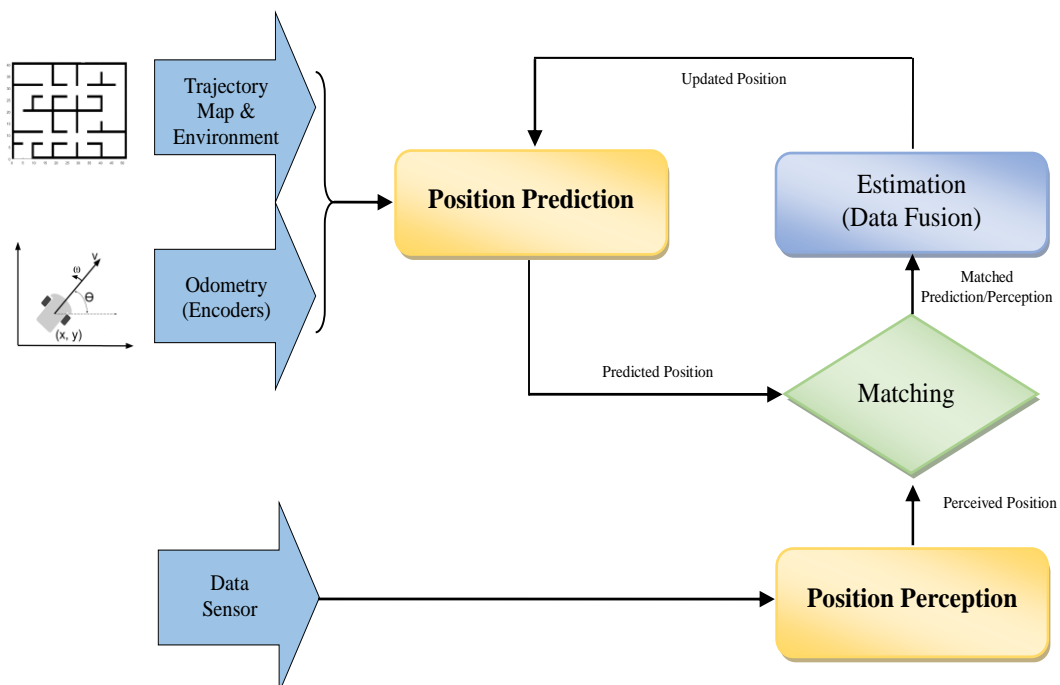 Trajectory
Map &
Environment
Updated Position
Position Prediction
Estimation
(Data Fusion)
v
ω
Θ
(x, y)
Odometry
(Encoders)
Matched
Prediction/Perception
Predicted Position
Matching
Perceived Position
Data
Sensor
Position Perception